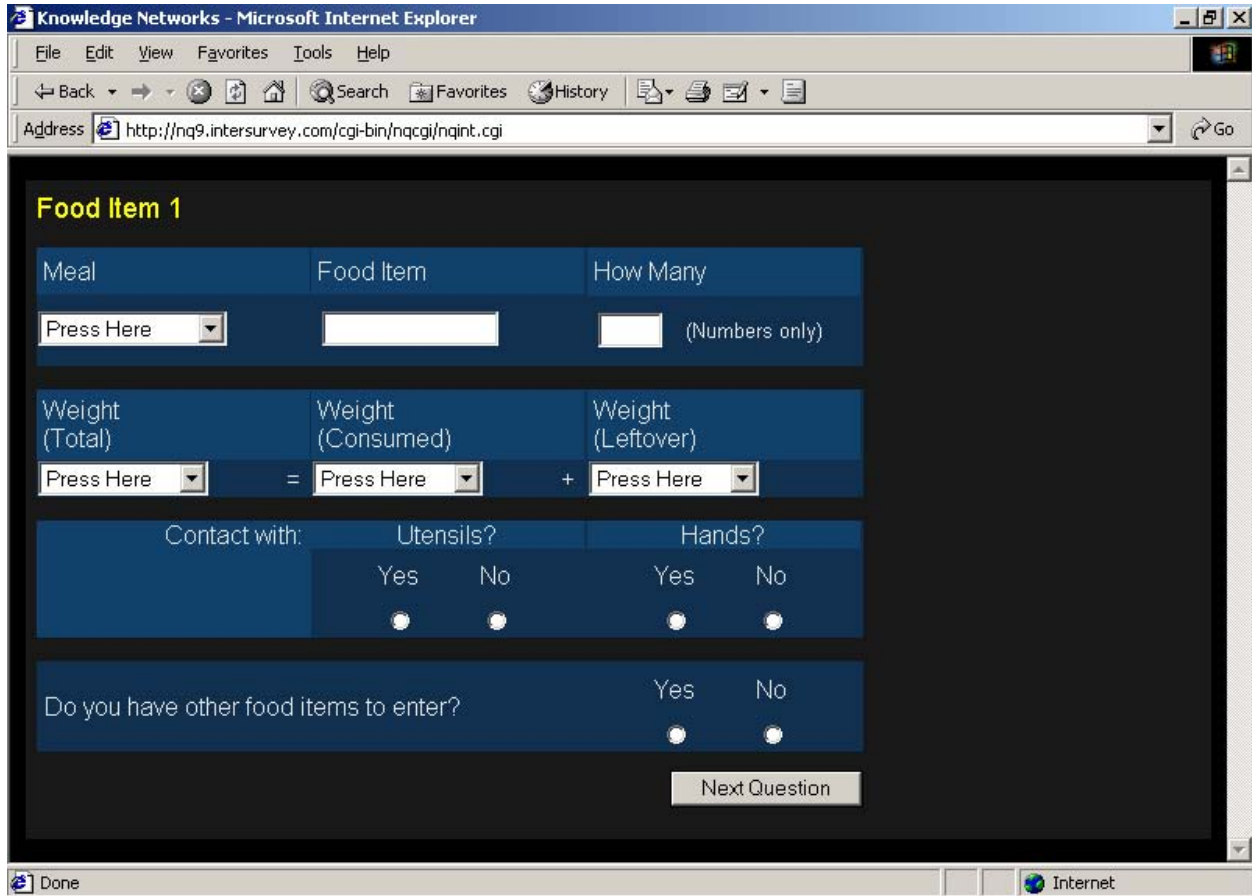 Knowledge Networks - Microsoft Internet Explorer
File Edit View Favorites Tools Help
Back Search Favorites History
Address http://nq9.intersurvey.com/cgi-bin/nqcgi/nqint.cgi Go
Food Item 1
Meal Food Item How Many
Press Here (Numbers only)
Weight Weight Weight
(Total) (Consumed) (Leftover)
Press Here = Press Here + Press Here
Contact with: Utensils? Hands?
Yes No Yes No
Yes No
Do you have other food items to enter?
Next Question
Done Internet